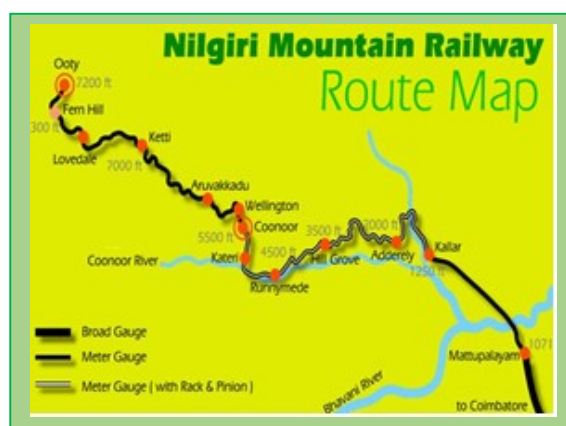 Nilgiri Mountain Railway
Route Map
Ooty
7200 ft
Fern Hill
300 ft
Lovedale
Ketti
7000 ft
Aruvakkadu
Wellington
Coonoor
5500 ft
Coonoor River
Kateri
4500 ft
Runnymede
3500 ft
Hill Grove
2000 ft
Adderely
Kallar
1250 ft
1071
Mattupalayam
Bhavani River
to Coimbatore
Broad Gauge
Meter Gauge
Meter Gauge ( with Rack & Pinion )